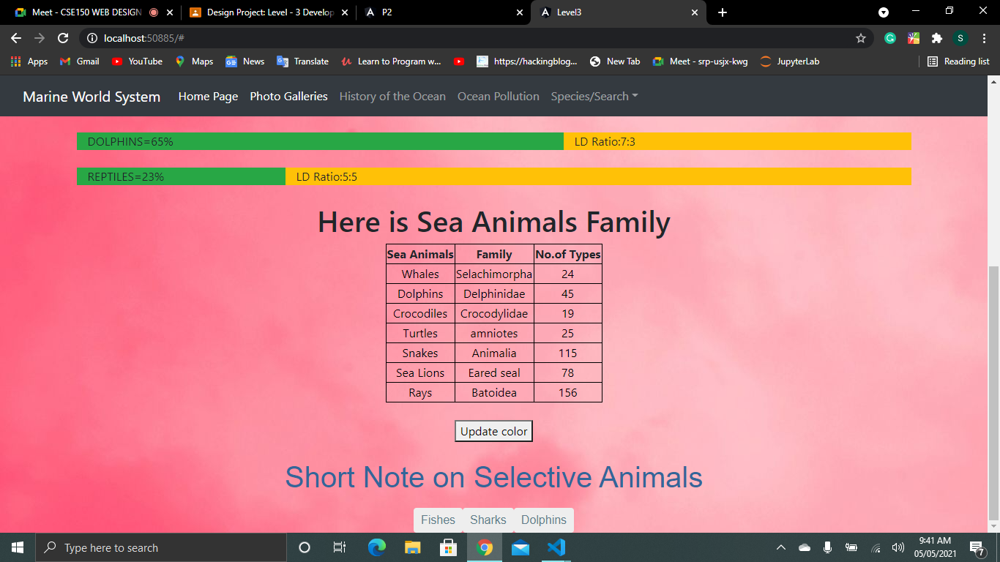 Meet - CSE150 WEB DESIGN
Design Project: Level - 3 Develop
P2
Level3
localhost:50885/#
S
Apps
Gmail
YouTube
Maps
News
Translate
Learn to Program w...
https://hackingblog...
New Tab
Meet - srp-usjx-kwg
JupyterLab
Reading list
Marine World System
Home Page
Photo Galleries
History of the Ocean
Ocean Pollution
Species/Search
DOLPHINS=65%
LD Ratio:7:3
REPTILES=23%
LD Ratio:5:5
Here is Sea Animals Family
Sea Animals Family No.of Types
Whales Selachimorpha 24
Dolphins Delphinidae 45
Crocodiles Crocodylidae 19
Turtles amniotes 25
Snakes Animalia 115
Sea Lions Eared seal 78
Rays Batoidea 156
Update color
Short Note on Selective Animals
Fishes Sharks Dolphins
Type here to search
9:41 AM
05/05/2021
7